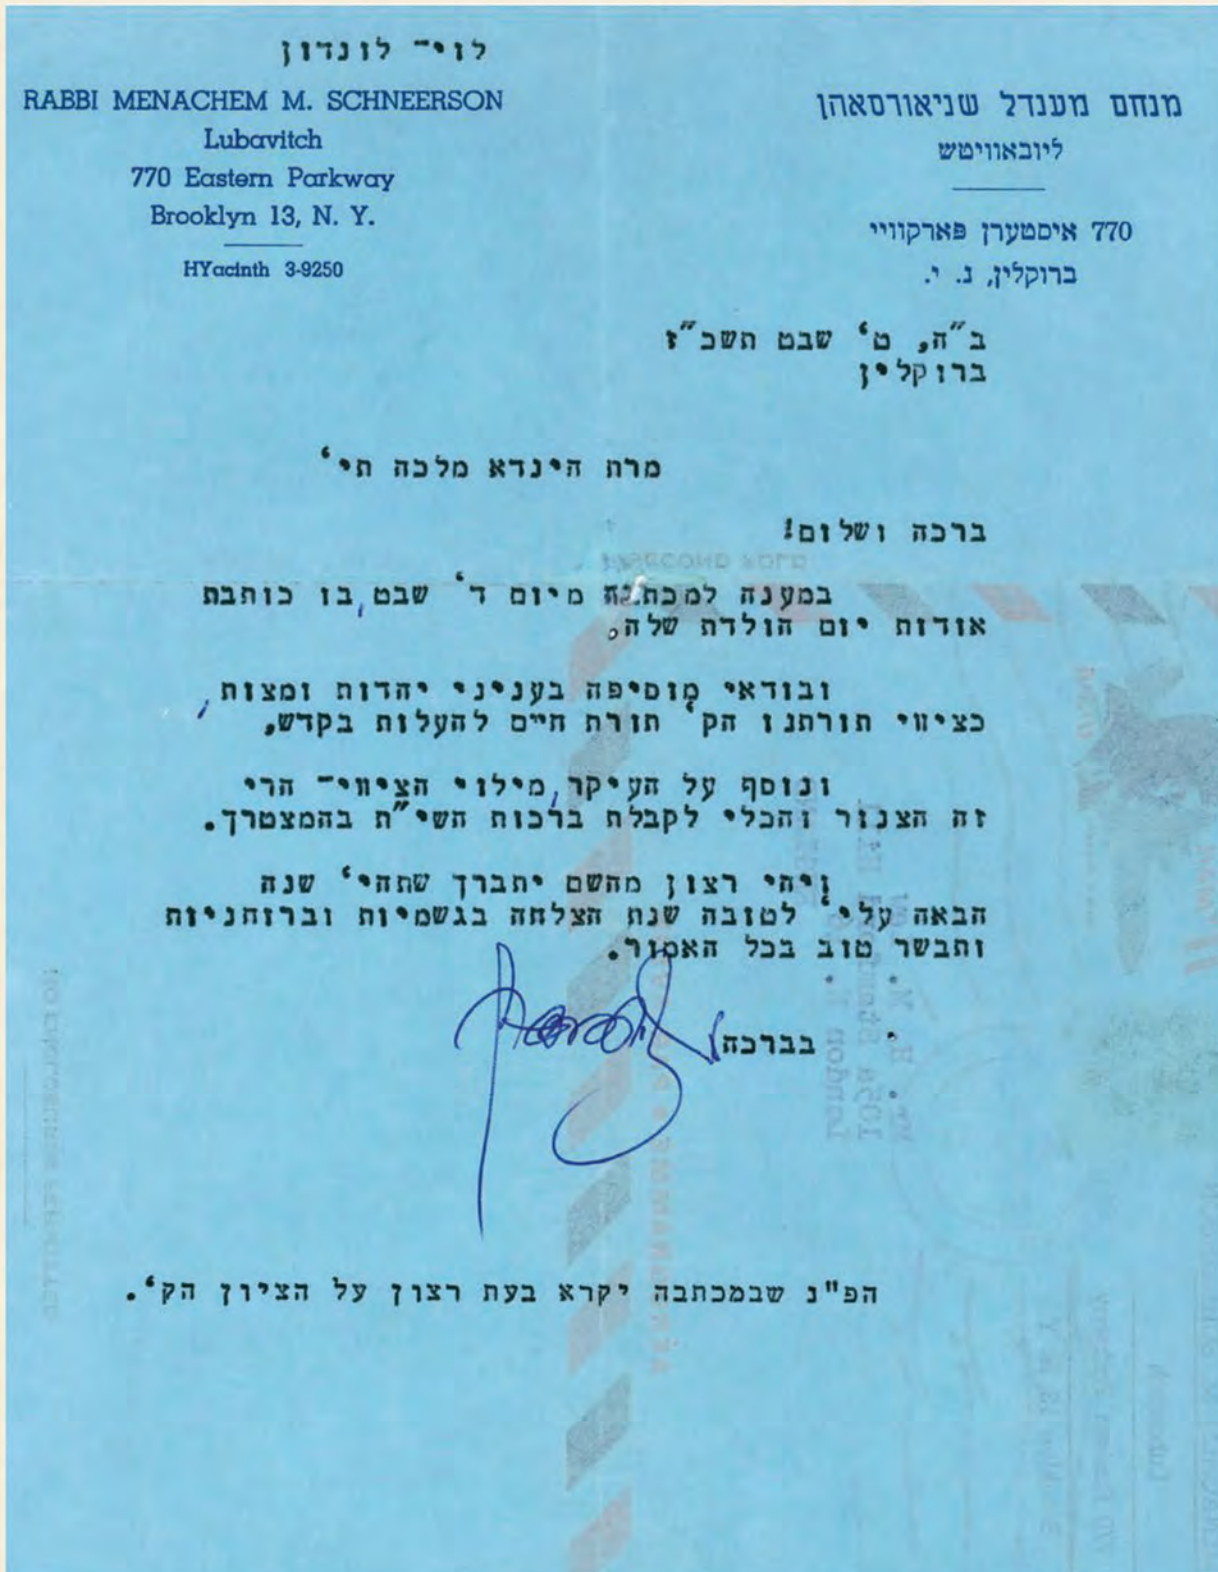 לוי־ לונדון
RABBI MENACHEM M. SCHNEERSON
Lubavitch
770 Eastern Parkway
Brooklyn 13, N. Y.
HYacinth 3-9250
מנחם מענדל שניאורסאהן
ליובאוויטש
770 איסטערן פארקוויי
ברוקלין, נ. י.
ב״ה, ט' שבט תשכ״ז
ברוקלין
מרת הינדא מלכה תי'
ברכה ושלום!
במענה למכתבה מיום ד' שבט, בו כותבת
אודות יום הולדת שלה.
ובודאי מוסיפה בעניני יהדות ומצות,
כציווי תורתנו הק' תורת חיים להעלות בקדש,
ונוסף על העיקר, מילוי הציווי־ הרי
זה הצנור והכלי לקבלת ברכות השי״ת בהמצטרך.
ויהי רצון מהשם יתברך שתהי' שנה
הבאה עלי' לטובה שנת הצלחה בגשמיות וברוחניות
ותבשר טוב בכל האמור.
בברכה
הפ"נ שבמכתבה יקרא בעת רצון על הציון הק'.